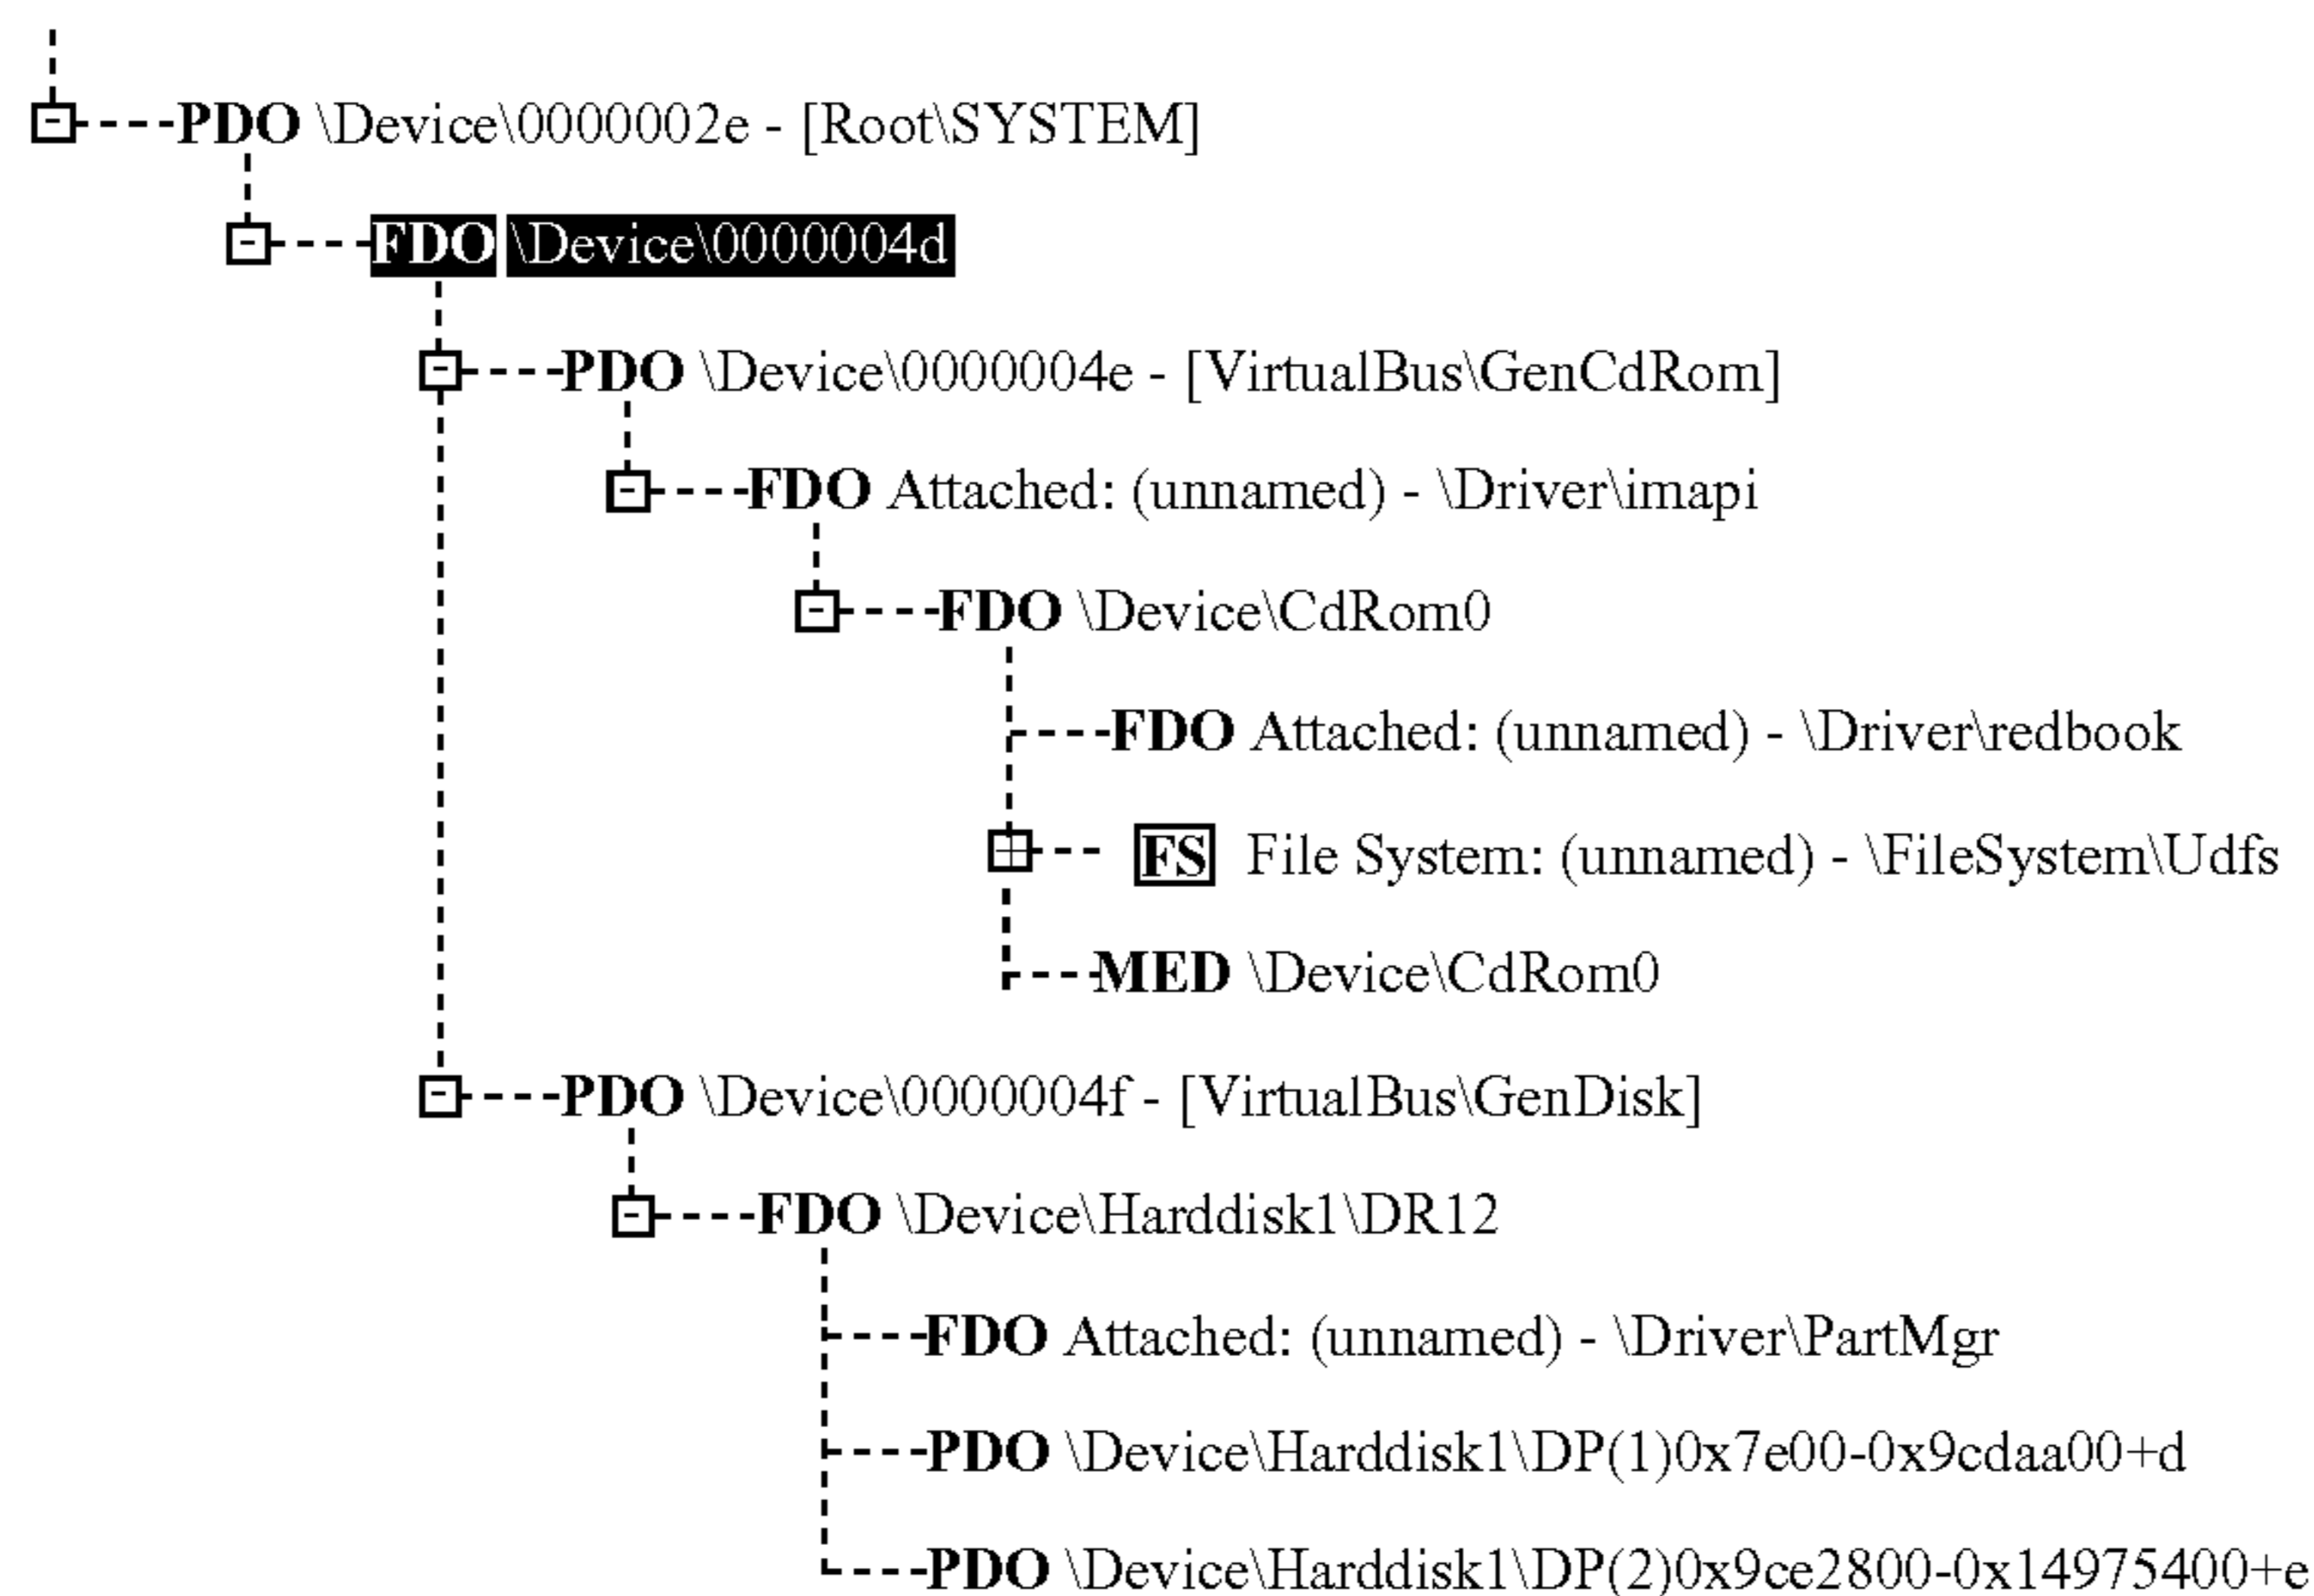 PDO \Device\0000002e - [Root\SYSTEM]
FDO \Device\0000004d
PDO \Device\0000004e - [VirtualBus\GenCdRom]
FDO Attached: (unnamed) - \Driver\imapi
FDO \Device\CdRom0
FDO Attached: (unnamed) - \Driver\redbook
FS File System: (unnamed) - \FileSystem\Udfs
MED \Device\CdRom0
PDO \Device\0000004f - [VirtualBus\GenDisk]
FDO \Device\Harddisk1\DR12
FDO Attached: (unnamed) - \Driver\PartMgr
PDO \Device\Harddisk1\DP(1)0x7e00-0x9cdaa00+d
PDO \Device\Harddisk1\DP(2)0x9ce2800-0x14975400+e